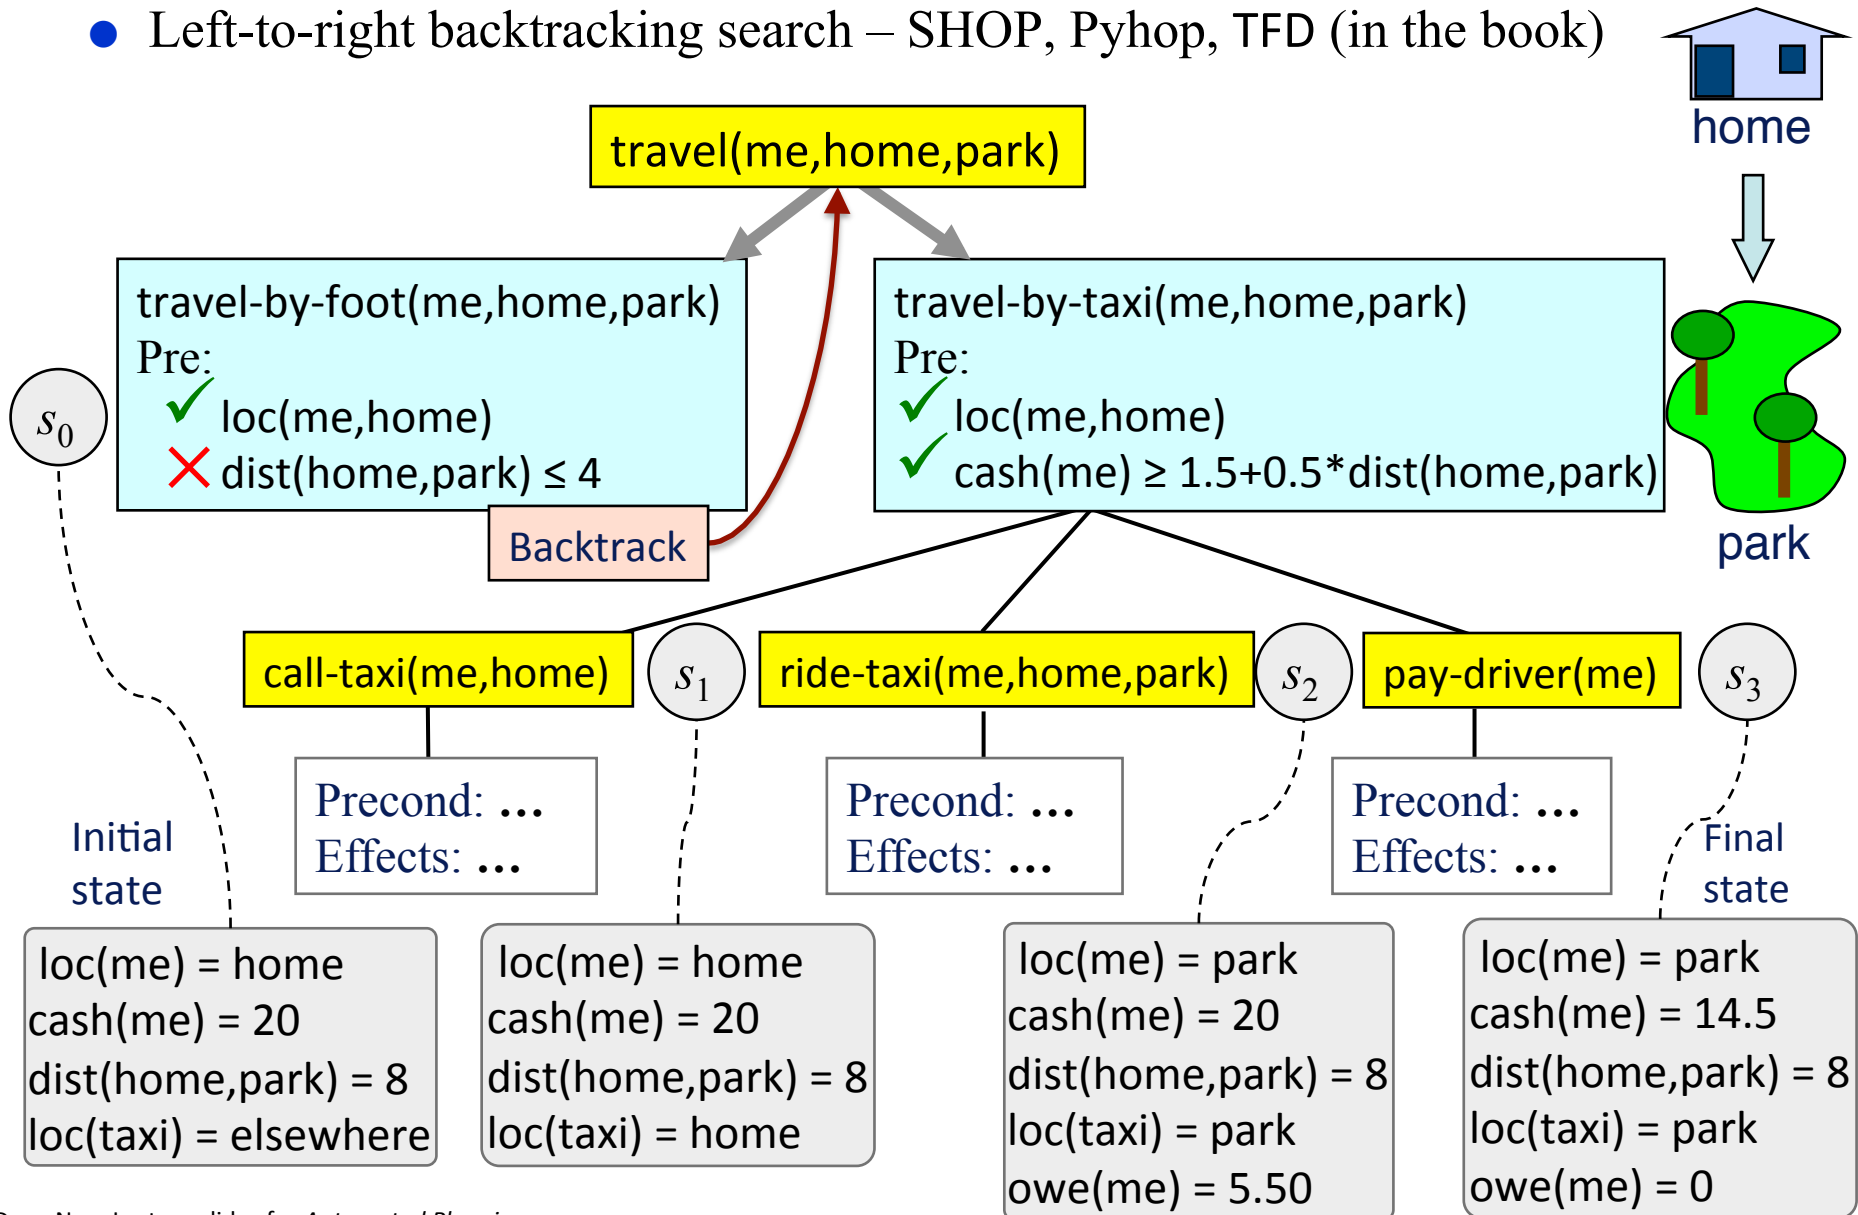 ● Left-to-right backtracking search – SHOP, Pyhop, TFD (in the book)
home
travel(me,home,park)
travel-by-foot(me,home,park)
Pre:
✓ loc(me,home)
✕ dist(home,park) ≤ 4
Backtrack
travel-by-taxi(me,home,park)
Pre:
✓ loc(me,home)
✓ cash(me) ≥ 1.5+0.5*dist(home,park)
park
s0
call-taxi(me,home)
s1
ride-taxi(me,home,park)
s2
pay-driver(me)
s3
Precond: ...
Effects: ...
Precond: ...
Effects: ...
Precond: ...
Effects: ...
Initial
state
Final
state
loc(me) = home
cash(me) = 20
dist(home,park) = 8
loc(taxi) = elsewhere
loc(me) = home
cash(me) = 20
dist(home,park) = 8
loc(taxi) = home
loc(me) = park
cash(me) = 20
dist(home,park) = 8
loc(taxi) = park
owe(me) = 5.50
loc(me) = park
cash(me) = 14.5
dist(home,park) = 8
loc(taxi) = park
owe(me) = 0